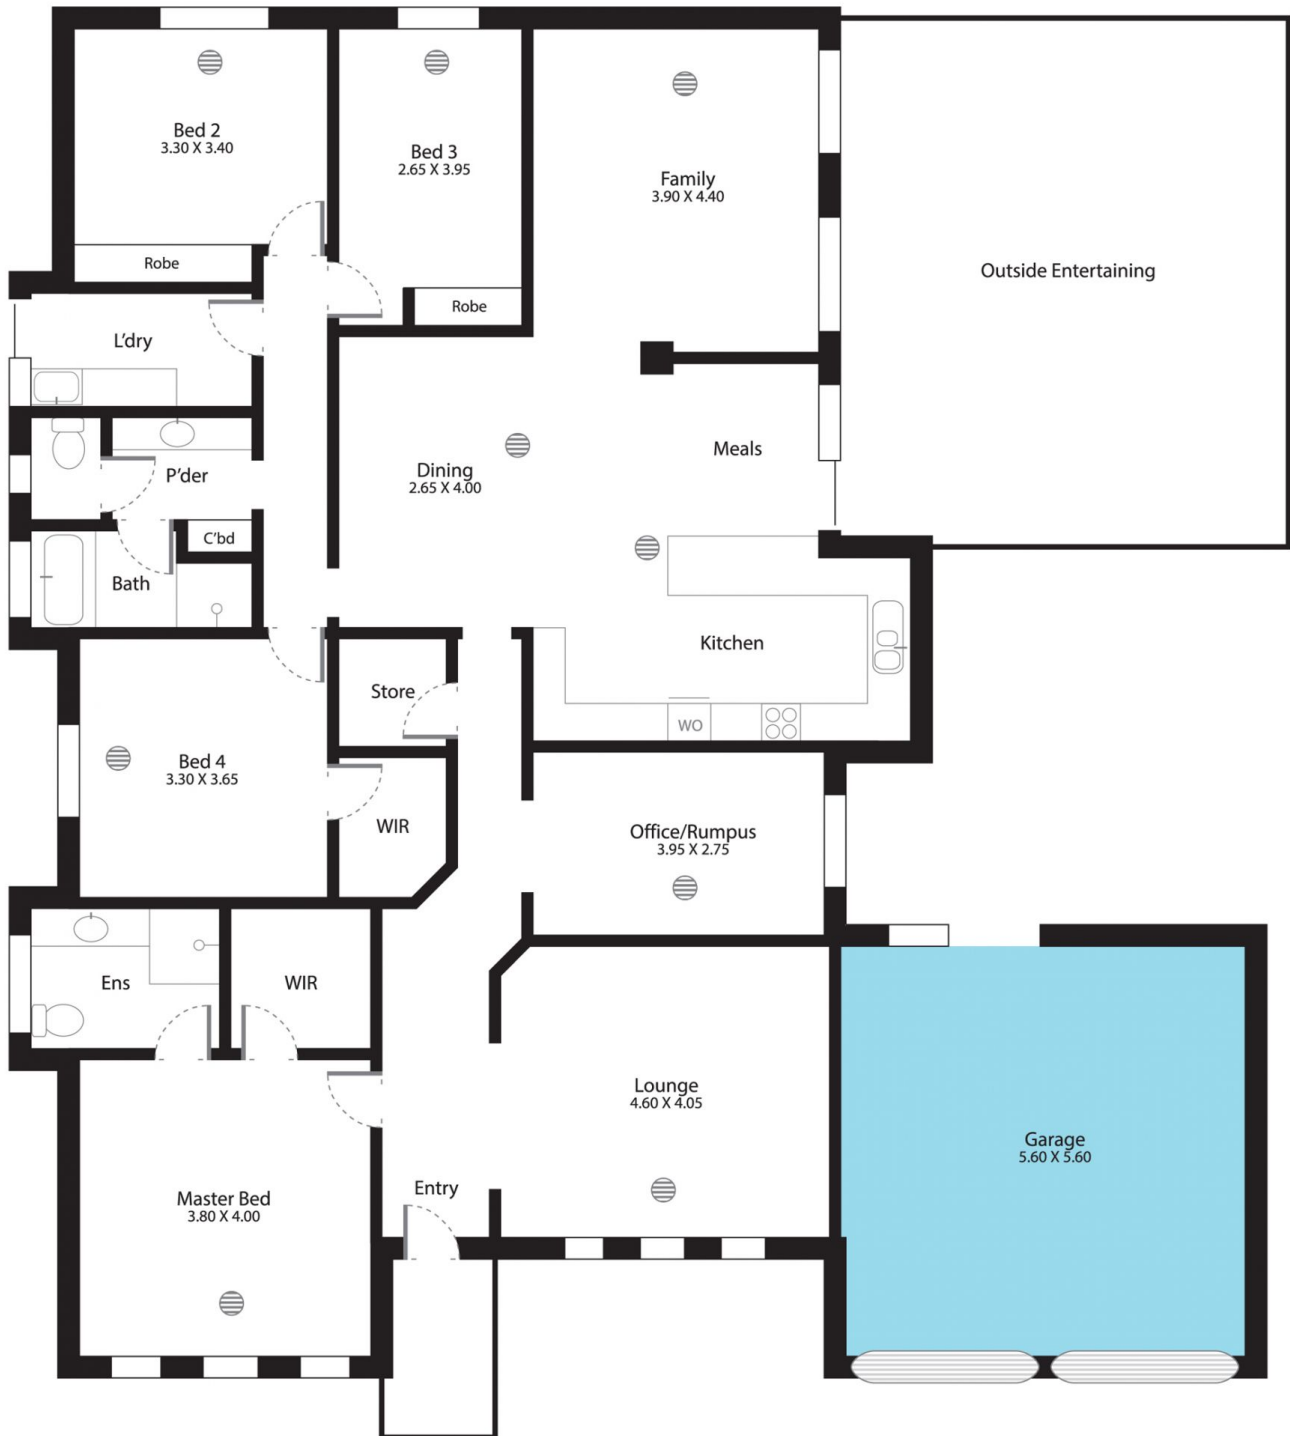 Bed 2
3.30 X 3.40
Bed 3
2.65 X 3.95
Family
3.90 X 4.40
Robe
Robe
Outside Entertaining
L'dry
P'der
C'bd
Bath
Dining
2.65 X 4.00
Meals
Kitchen
WO
Store
Bed 4
3.30 X 3.65
WIR
Office/Rumpus
3.95 X 2.75
Ens
WIR
Lounge
4.60 X 4.05
Garage
5.60 X 5.60
Master Bed
3.80 X 4.00
Entry